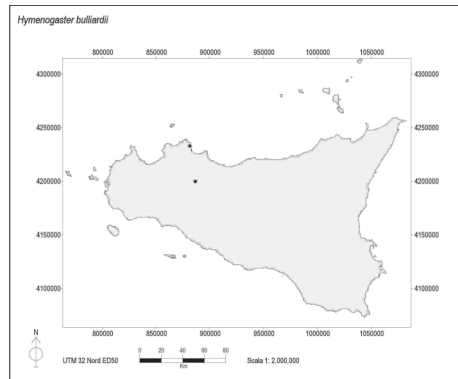 Hymenogaster bulliardii
800000 850000 900000 950000 1000000 1050000
4300000 4300000
4250000 4250000
4200000 4200000
4150000 4150000
4100000 4100000
800000 850000 900000 950000 1000000 1050000
N
UTM 32 Nord ED50
0 20 40 60 80
Km
Scala 1: 2,000,000